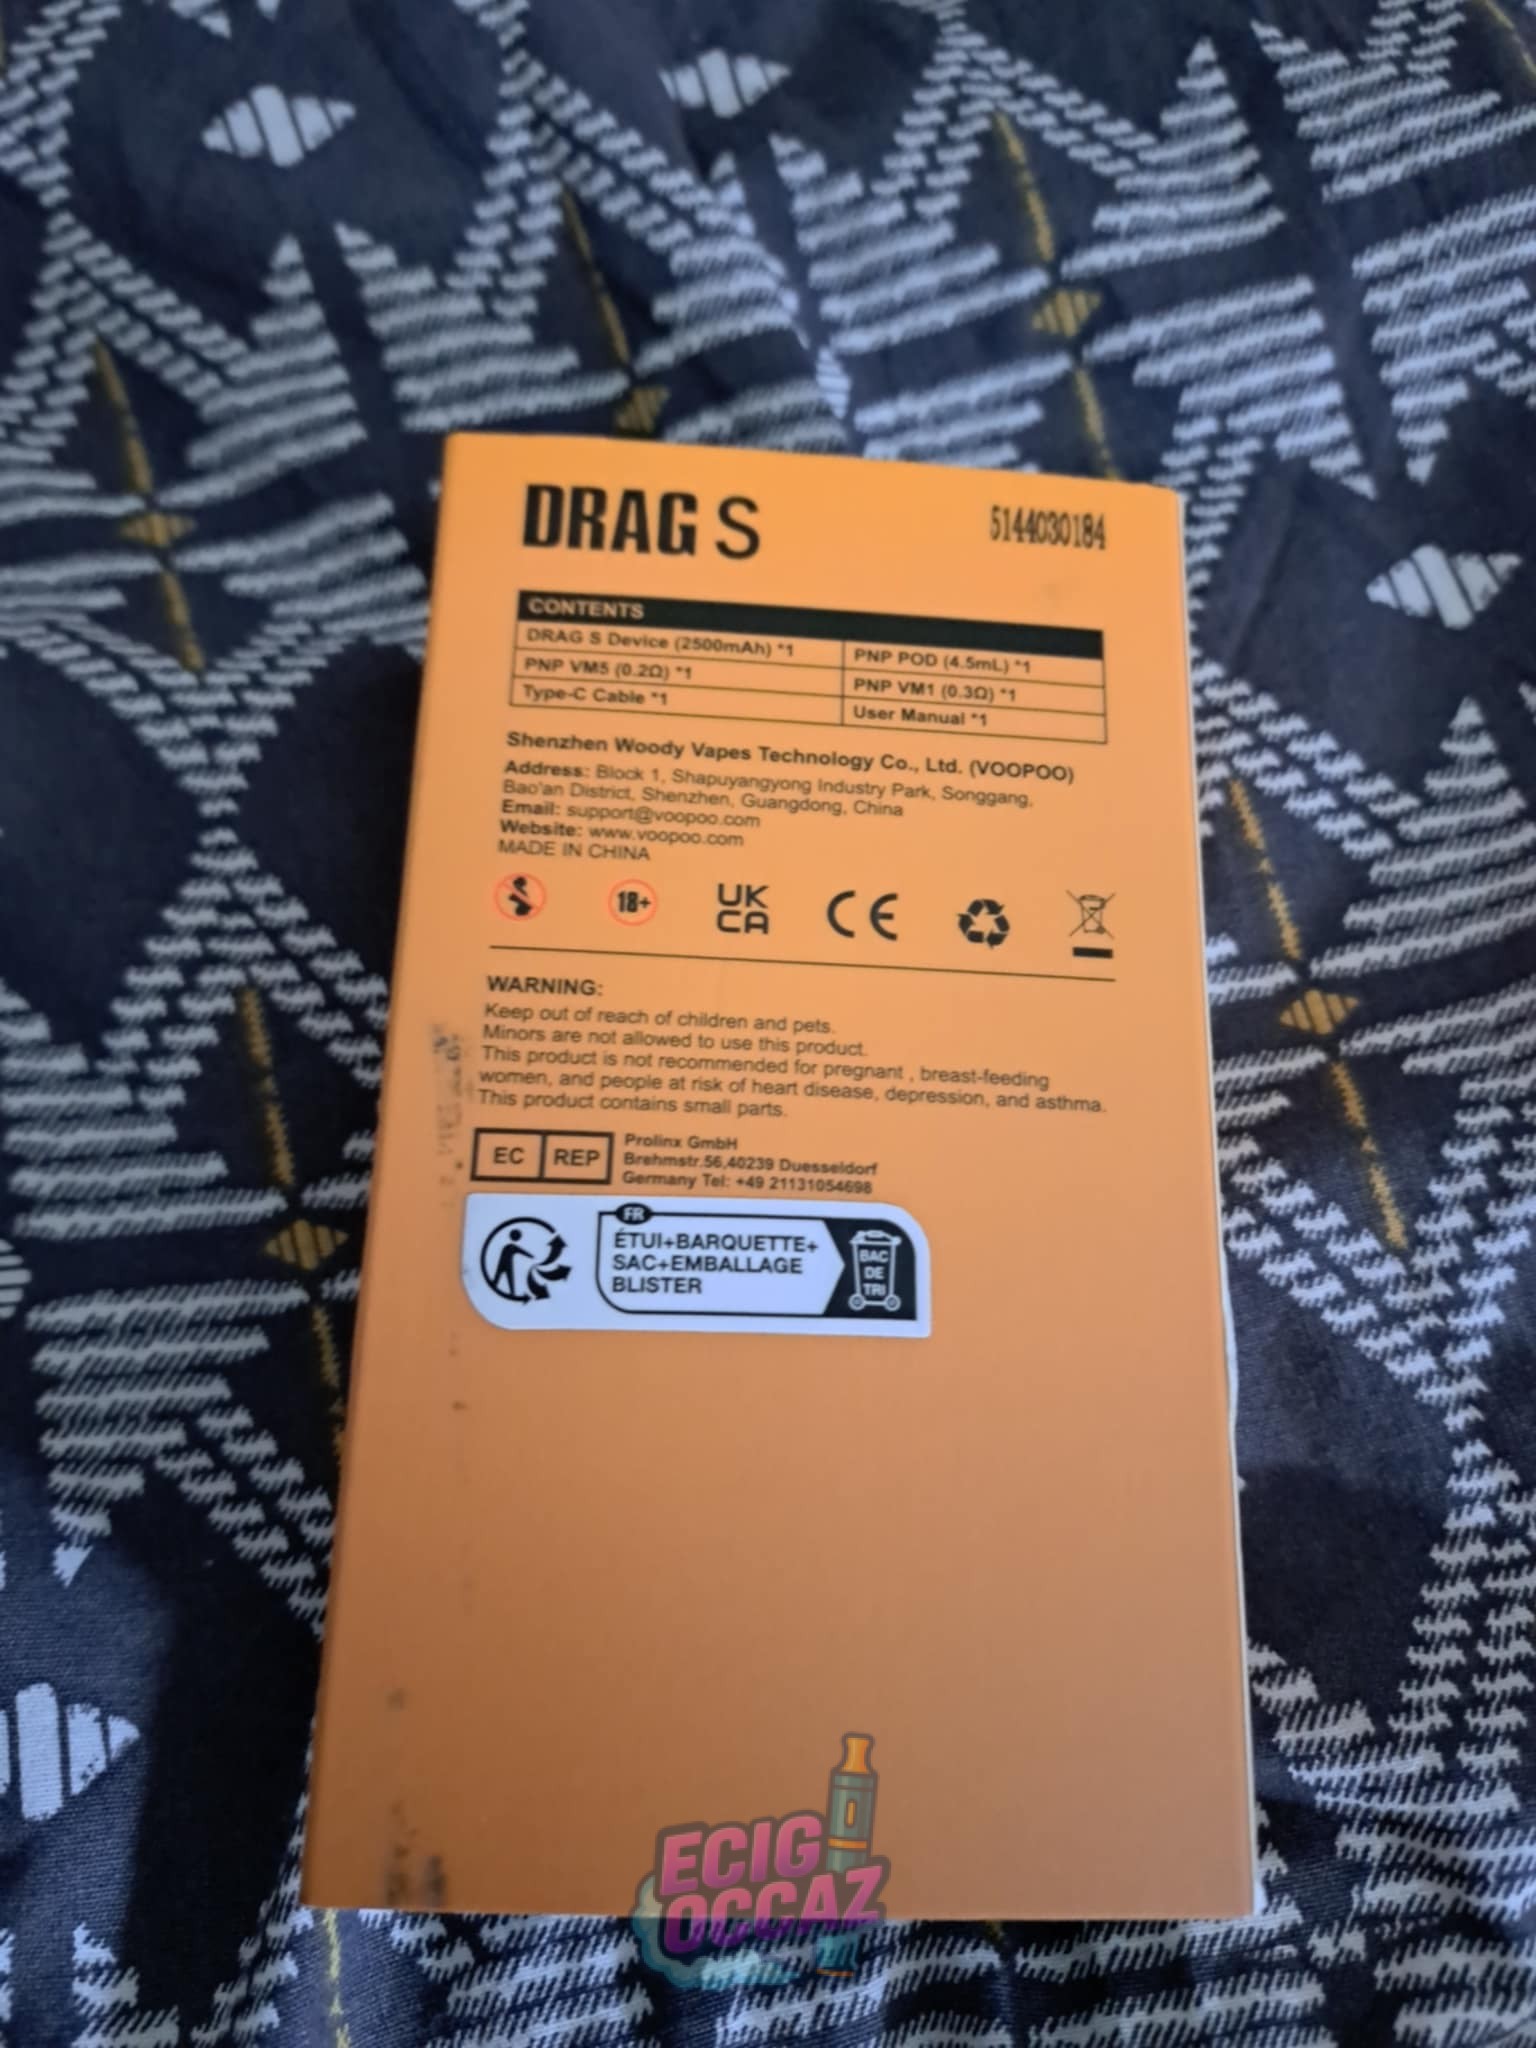 DRAG S
5144030184
CONTENTS
DRAG S Device (2500mAh) *1
PNP POD (4.5mL) *1
PNP VM5 (0.2Ω) *1
PNP VM1 (0.3Ω) *1
Type-C Cable *1
User Manual *1
Shenzhen Woody Vapes Technology Co., Ltd. (VOOPOO)
Address: Block 1, Shapuyangyong Industry Park, Songgang,
Bao'an District, Shenzhen, Guangdong, China
Email: support@voopoo.com
Website: www.voopoo.com
MADE IN CHINA
18+
UK
CA
CE
WARNING:
Keep out of reach of children and pets.
Minors are not allowed to use this product.
This product is not recommended for pregnant , breast-feeding
women, and people at risk of heart disease, depression, and asthma.
This product contains small parts.
EC REP
Prolinx GmbH
Brehmstr.56,40239 Duesseldorf
Germany Tel: +49 21131054698
FR
ÉTUI+BARQUETTE+
SAC+EMBALLAGE
BLISTER
BAC
DE
TRI
ECIG
OCCAZ